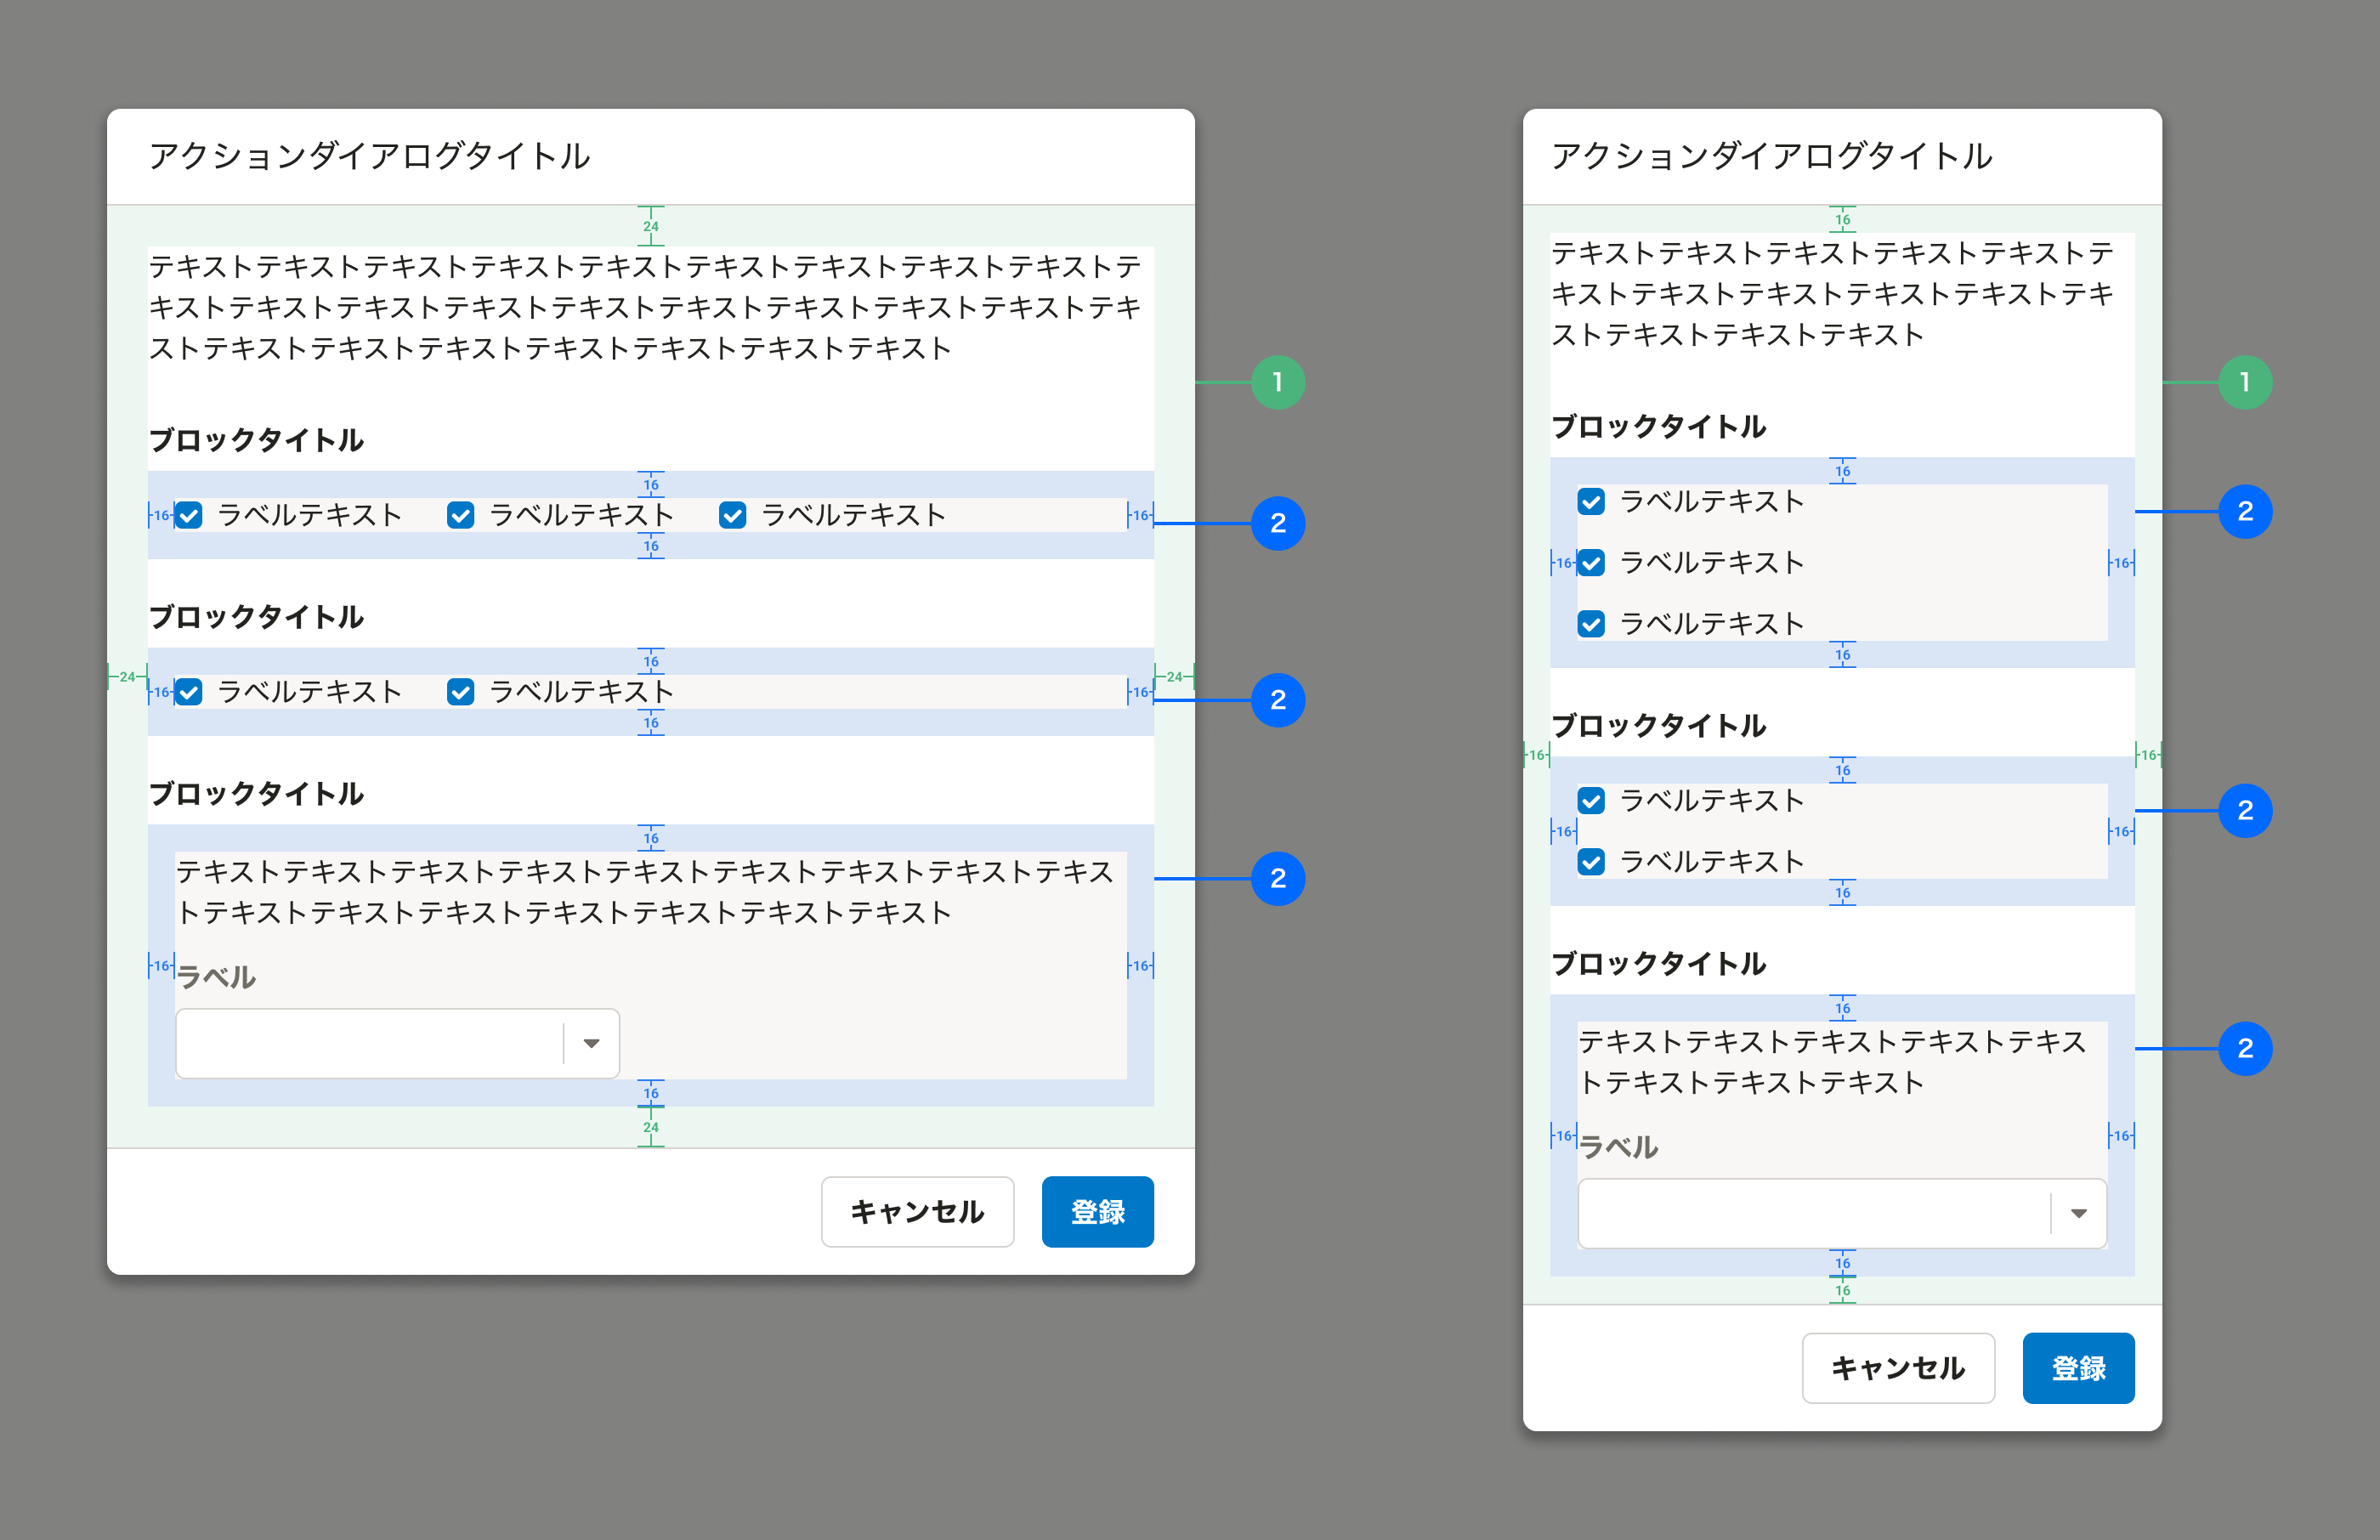 アクションダイアログタイトル
24
テキストテキストテキストテキストテキストテキストテキストテキストテキストテ
キストテキストテキストテキストテキストテキストテキストテキストテキストテキ
ストテキストテキストテキストテキストテキストテキストテキスト
1
ブロックタイトル
16
16 ラベルテキスト ラベルテキスト ラベルテキスト 16
2
16
ブロックタイトル
16
24 16 ラベルテキスト ラベルテキスト 16 24
2
16
ブロックタイトル
16
テキストテキストテキストテキストテキストテキストテキストテキストテキス
トテキストテキストテキストテキストテキストテキストテキスト
2
16 ラベル 16
16
24
キャンセル 登録
アクションダイアログタイトル
16
テキストテキストテキストテキストテキストテ
キストテキストテキストテキストテキストテキ
ストテキストテキストテキスト
1
ブロックタイトル
16
ラベルテキスト
2
16 ラベルテキスト 16
ラベルテキスト
16
ブロックタイトル
16 16
16
ラベルテキスト
2
16 16
ラベルテキスト
16
ブロックタイトル
16
テキストテキストテキストテキストテキス
トテキストテキストテキスト
2
16 ラベル 16
16
16
キャンセル 登録